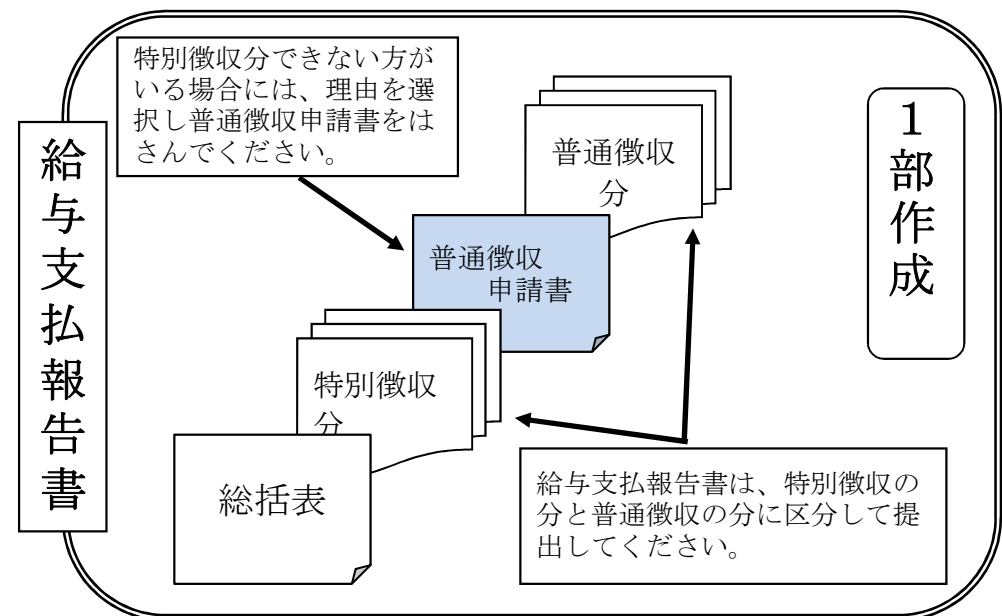 給与支払報告書
特別徴収分できない方が
いる場合には、理由を選
択し普通徴収申請書をは
さんでください。
普通徴収
分
1部作成
普通徴収
申請書
特別徴収
分
総括表
給与支払報告書は、特別徴収の
分と普通徴収の分に区分して提
出してください。